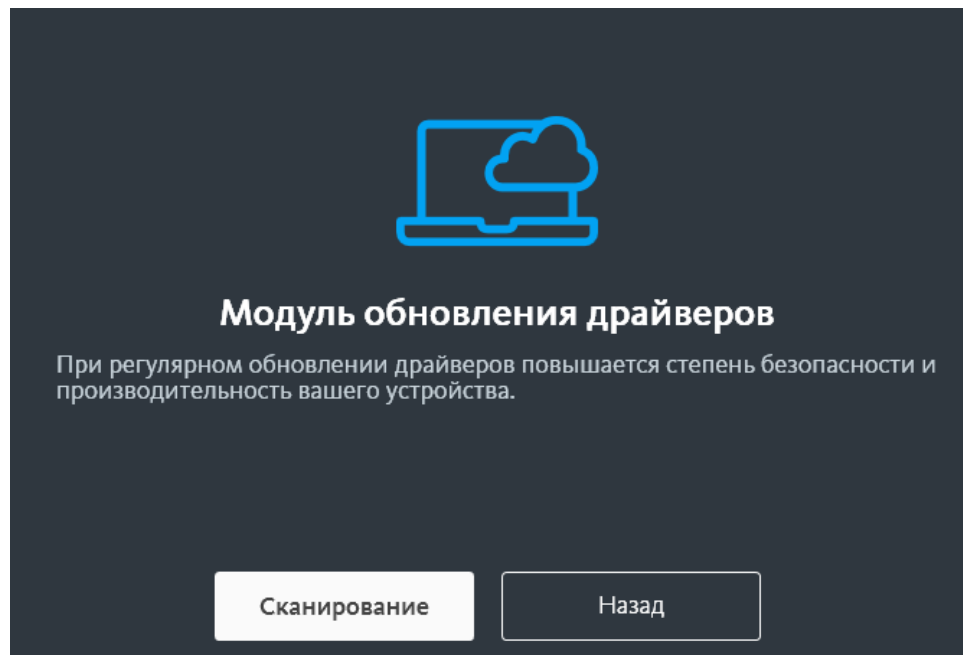 Модуль обновления драйверов
При регулярном обновлении драйверов повышается степень безопасности и
производительность вашего устройства.
Сканирование
Назад